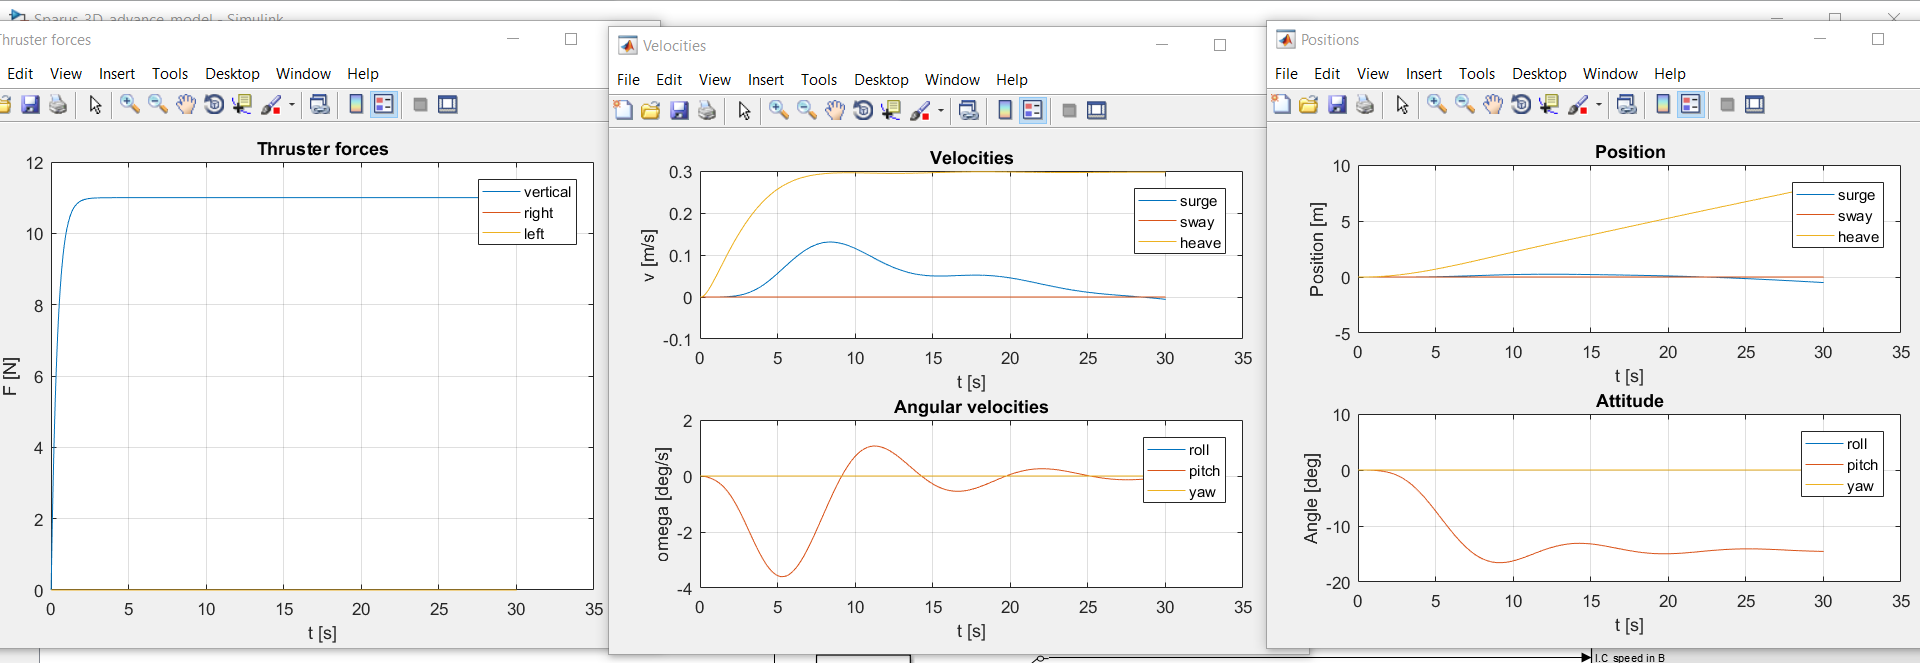 Sparus_3D_advance_model - Simulink
Thruster forces
Edit View Insert Tools Desktop Window Help
Thruster forces
12
10
8
6
4
2
0
F [N]
vertical
right
left
0 5 10 15 20 25 30 35
t [s]
Velocities
File Edit View Insert Tools Desktop Window Help
Velocities
0.3
0.2
0.1
0
-0.1
v [m/s]
surge
sway
heave
0 5 10 15 20 25 30 35
t [s]
Angular velocities
2
0
-2
-4
omega [deg/s]
roll
pitch
yaw
0 5 10 15 20 25 30 35
t [s]
Positions
File Edit View Insert Tools Desktop Window Help
Position
10
5
0
-5
Position [m]
surge
sway
heave
0 5 10 15 20 25 30 35
t [s]
Attitude
10
0
-10
-20
Angle [deg]
roll
pitch
yaw
0 5 10 15 20 25 30 35
t [s]
I.C speed in B